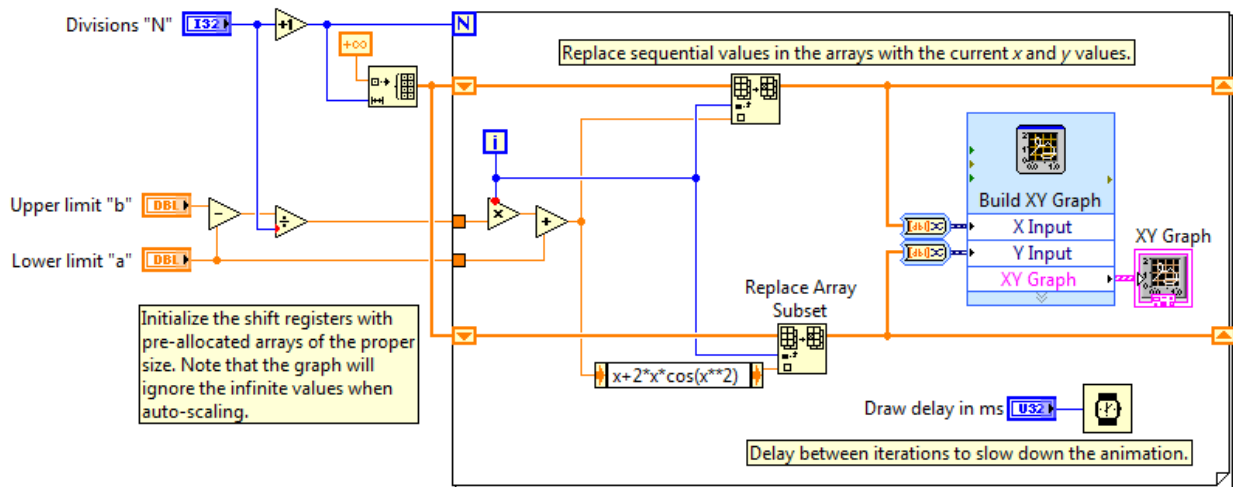 Divisions "N"
I32
+1
N
+∞
Replace sequential values in the arrays with the current x and y values.
i
Upper limit "b"
DBL
Lower limit "a"
DBL
Build XY Graph
X Input
Y Input
XY Graph
[dbl]
[dbl]
XY Graph
Replace Array
Subset
Initialize the shift registers with
pre-allocated arrays of the proper
size. Note that the graph will
ignore the infinite values when
auto-scaling.
x+2*x*cos(x**2)
Draw delay in ms
U32
Delay between iterations to slow down the animation.